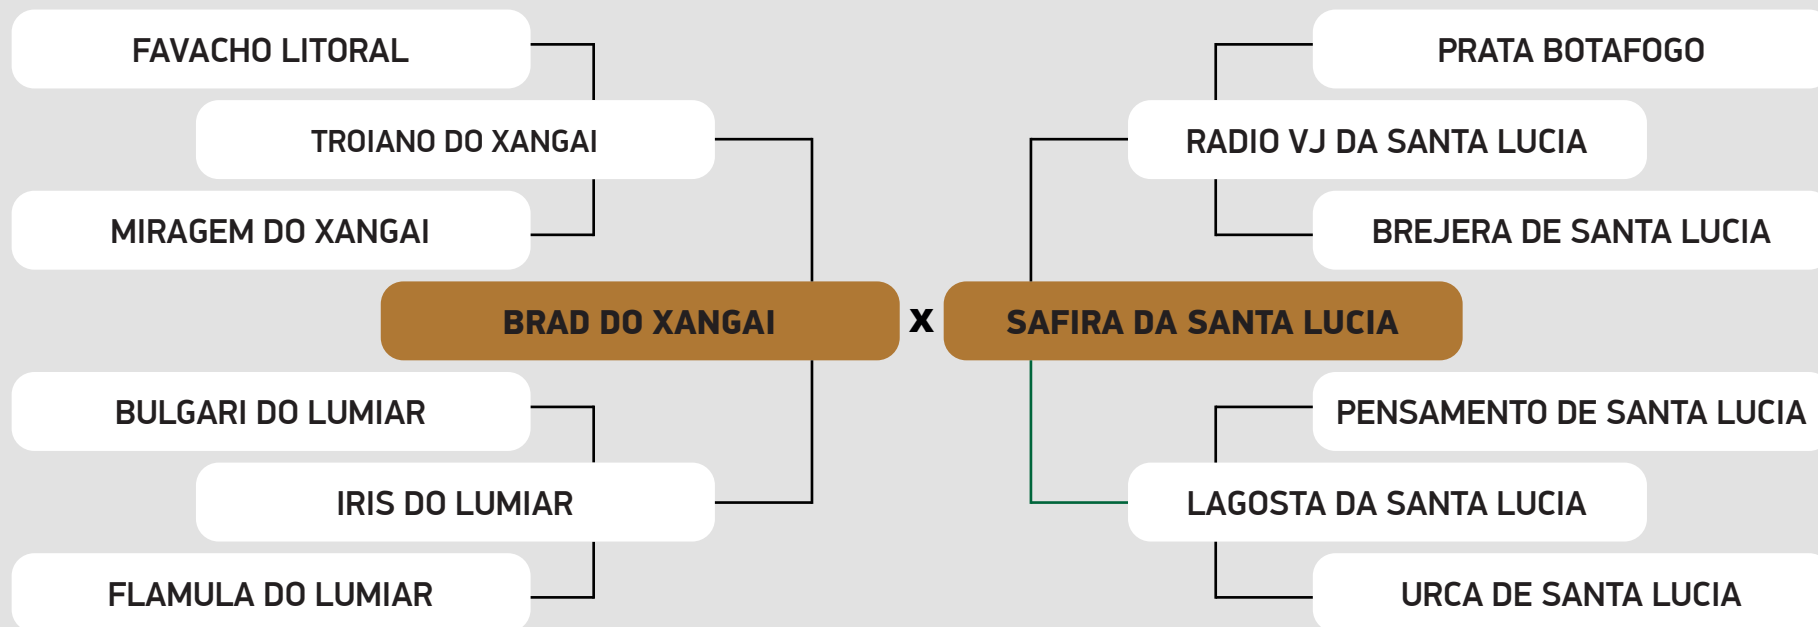 FAVACHO LITORAL
PRATA BOTAFOGO
TROIANO DO XANGAI
RADIO VJ DA SANTA LUCIA
MIRAGEM DO XANGAI
BREJERA DE SANTA LUCIA
BRAD DO XANGAI x SAFIRA DA SANTA LUCIA
BULGARI DO LUMIAR
PENSAMENTO DE SANTA LUCIA
IRIS DO LUMIAR
LAGOSTA DA SANTA LUCIA
FLAMULA DO LUMIAR
URCA DE SANTA LUCIA